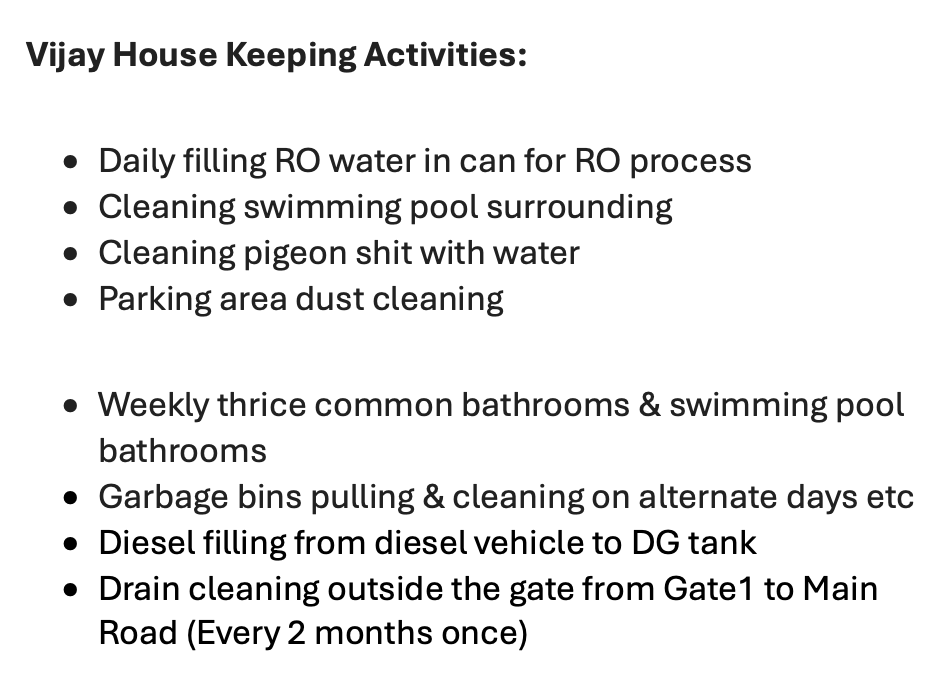 Vijay House Keeping Activities:
• Daily filling RO water in can for RO process
• Cleaning swimming pool surrounding
• Cleaning pigeon shit with water
• Parking area dust cleaning
• Weekly thrice common bathrooms & swimming pool
bathrooms
• Garbage bins pulling & cleaning on alternate days etc
• Diesel filling from diesel vehicle to DG tank
• Drain cleaning outside the gate from Gate1 to Main
Road (Every 2 months once)